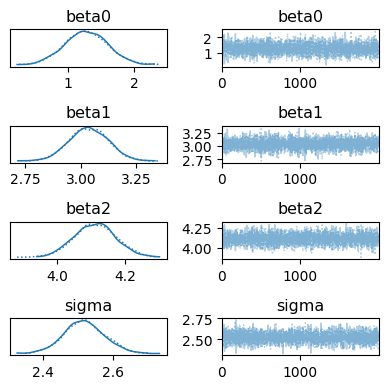 beta0 beta0
2
1
1 2 0 1000
beta1 beta1
3.25
3.00
2.75
2.75 3.00 3.25 0 1000
beta2 beta2
4.25
4.00
4.0 4.2 0 1000
sigma sigma
2.75
2.50
2.4 2.6 0 1000